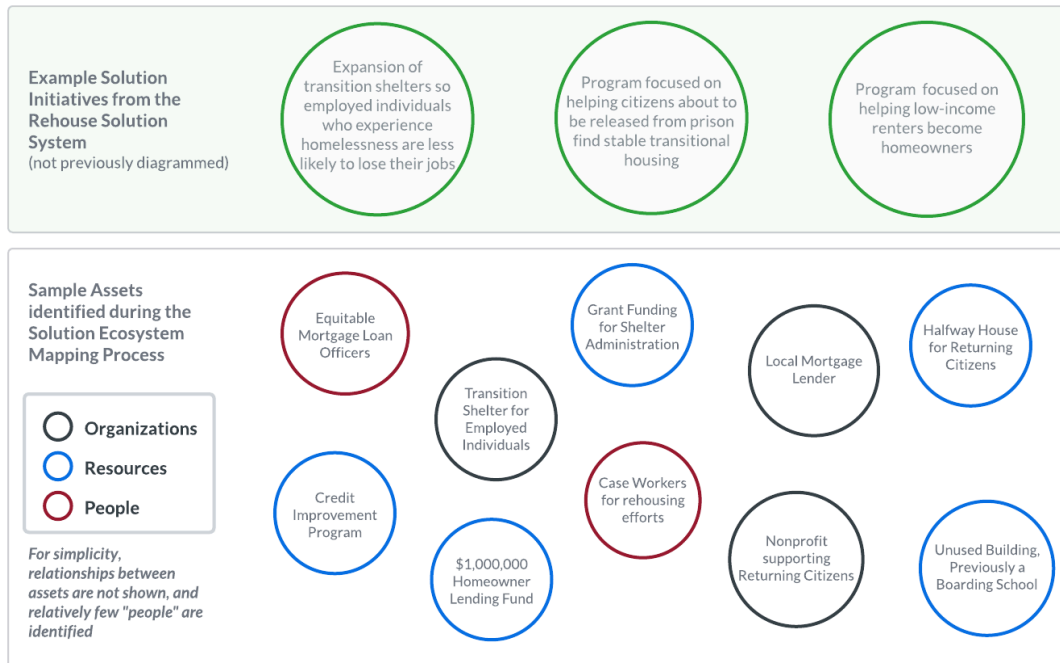 Example Solution
Initiatives from the
Rehouse Solution
System
(not previously diagrammed)
Expansion of
transition shelters so
employed individuals
who experience
homelessness are less
likely to lose their jobs
Program focused on
helping citizens about to
be released from prison
find stable transitional
housing
Program focused on
helping low-income
renters become
homeowners
Sample Assets
identified during the
Solution Ecosystem
Mapping Process
Organizations
Resources
People
For simplicity,
relationships between
assets are not shown, and
relatively few "people" are
identified
Equitable
Mortgage Loan
Officers
Transition
Shelter for
Employed
Individuals
Grant Funding
for Shelter
Administration
Local Mortgage
Lender
Halfway House
for Returning
Citizens
Credit
Improvement
Program
$1,000,000
Homeowner
Lending Fund
Case Workers
for rehousing
efforts
Nonprofit
supporting
Returning Citizens
Unused Building,
Previously a
Boarding School